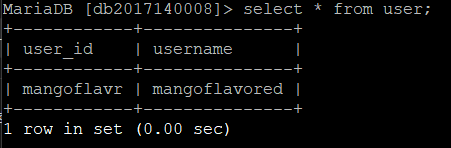 MariaDB [db2017140008]> select * from user;
+------------+--------------+
| user_id | username |
+------------+--------------+
| mangoflavr | mangoflavored |
+------------+--------------+
1 row in set (0.00 sec)